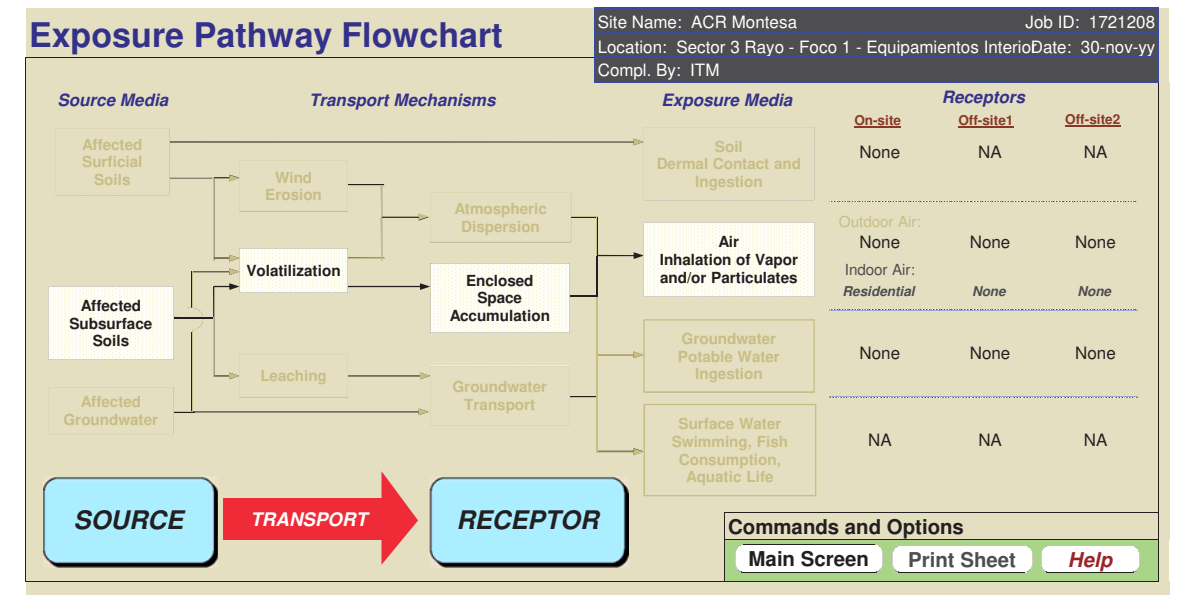 Exposure Pathway Flowchart
Site Name: ACR Montesa Job ID: 1721208
Location: Sector 3 Rayo - Foco 1 - Equipamientos Interio Date: 30-nov-yy
Compl. By: ITM
Source Media Transport Mechanisms Exposure Media Receptors
On-site Off-site1 Off-site2
Affected
Surficial
Soils
Wind
Erosion
Atmospheric
Dispersion
Soil
Dermal Contact and
Ingestion
None NA NA
Volatilization
Enclosed
Space
Accumulation
Air
Inhalation of Vapor
and/or Particulates
Outdoor Air:
None None None
Indoor Air:
Residential None None
Affected
Subsurface
Soils
Leaching
Groundwater
Transport
Groundwater
Potable Water
Ingestion
None None None
Affected
Groundwater
Surface Water
Swimming, Fish
Consumption,
Aquatic Life
NA NA NA
SOURCE TRANSPORT RECEPTOR
Commands and Options
Main Screen Print Sheet Help